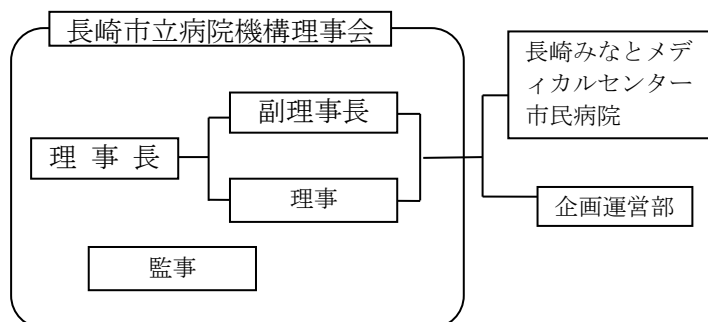 長崎市立病院機構理事会
長崎みなとメデ
ィカルセンター
市民病院
副理事長
理 事 長
理事
企画運営部
監事